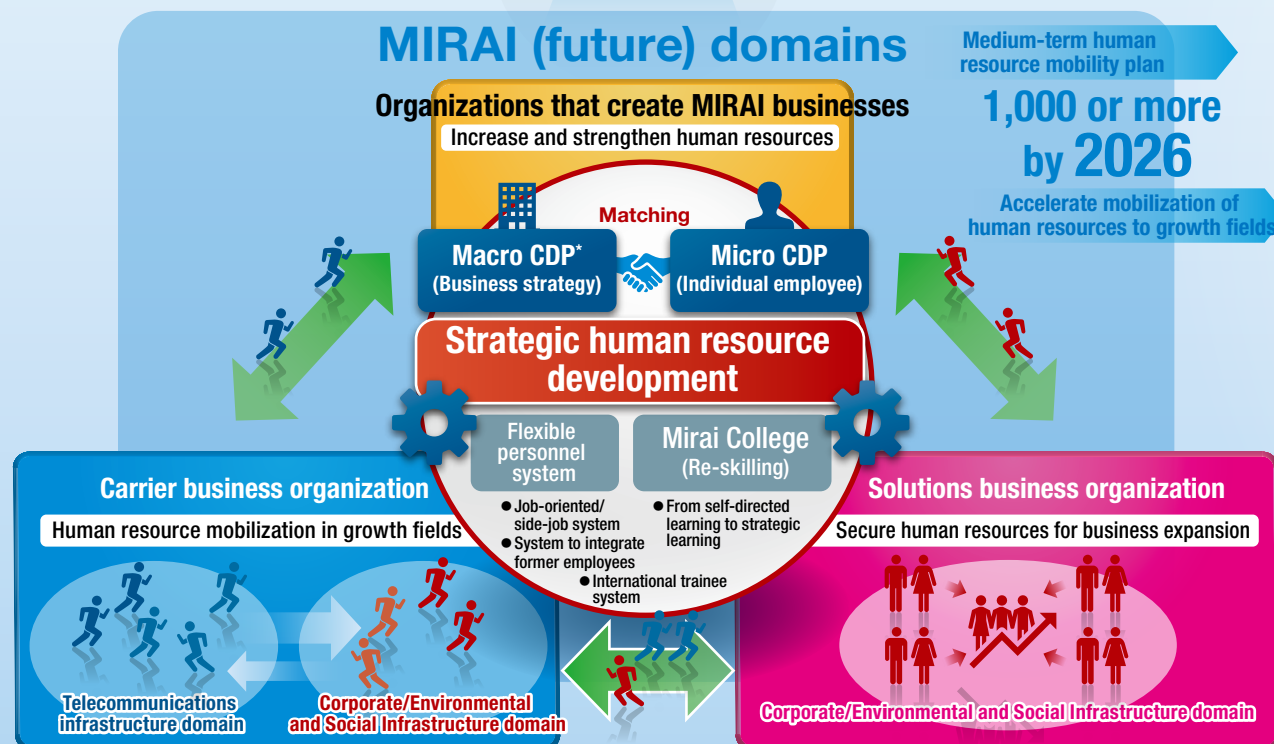 MIRAI (future) domains
Medium-term human
resource mobility plan
1,000 or more
by 2026
Accelerate mobilization of
human resources to growth fields
Organizations that create MIRAI businesses
Increase and strengthen human resources
Matching
Macro CDP*
(Business strategy)
Micro CDP
(Individual employee)
Strategic human resource
development
Flexible
personnel
system
Mirai College
(Re-skilling)
● Job-oriented/
side-job system
● System to integrate
former employees
● From self-directed
learning to strategic
learning
● International trainee
system
Carrier business organization
Human resource mobilization in growth fields
Telecommunications
infrastructure domain
Corporate/Environmental
and Social Infrastructure domain
Solutions business organization
Secure human resources for business expansion
Corporate/Environmental and Social Infrastructure domain